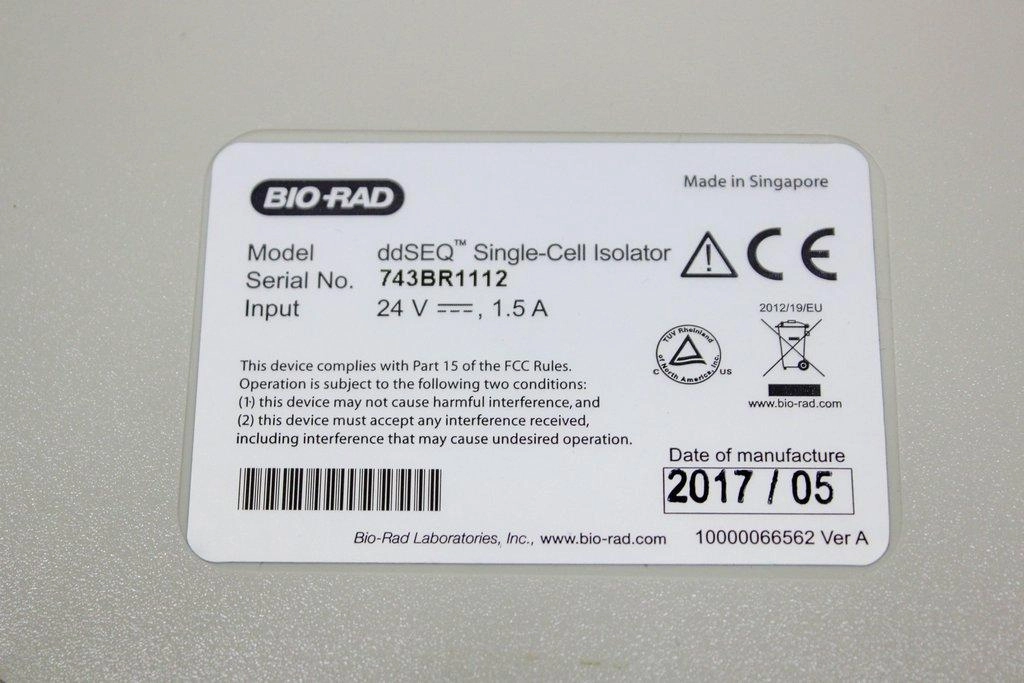 BIO-RAD
Made in Singapore
Model ddSEQ™ Single-Cell Isolator
Serial No. 743BR1112
Input 24 V ⎓, 1.5 A
CE
2012/19/EU
TÜV Rheinland
of North America, Inc.
C US
www.bio-rad.com
This device complies with Part 15 of the FCC Rules.
Operation is subject to the following two conditions:
(1) this device may not cause harmful interference, and
(2) this device must accept any interference received,
including interference that may cause undesired operation.
Date of manufacture
2017 / 05
Bio-Rad Laboratories, Inc., www.bio-rad.com 10000066562 Ver A